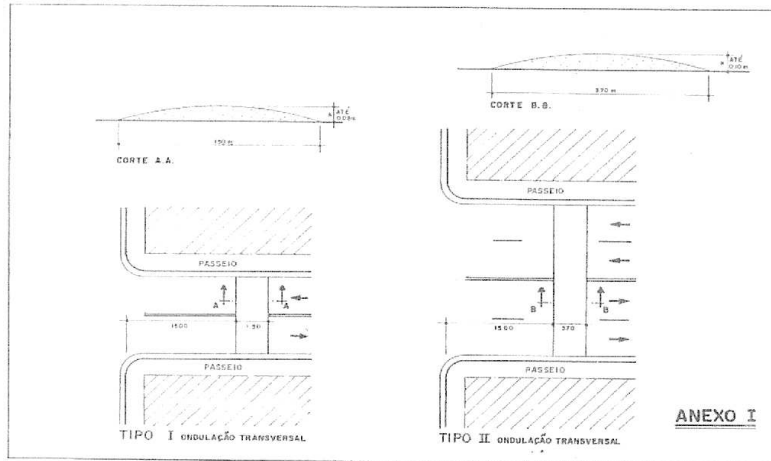 ATÉ
0.08m
1.50 m
CORTE A.A.
PASSEIO
A
A
15.00
1.50
PASSEIO
TIPO I ONDULAÇÃO TRANSVERSAL
ATÉ
0.10 m
3.70 m
CORTE B.B.
PASSEIO
B
B
15.00
3.70
PASSEIO
TIPO II ONDULAÇÃO TRANSVERSAL
ANEXO I